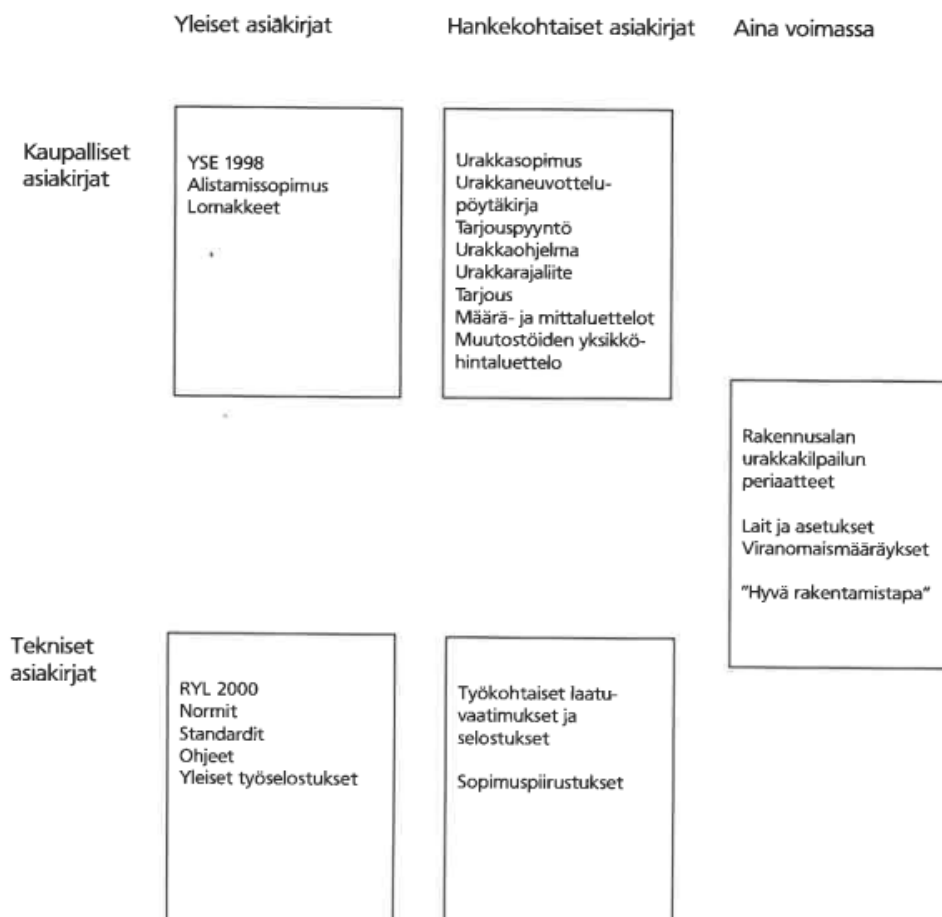 Yleiset asiakirjat
Hankekohtaiset asiakirjat
Aina voimassa
Kaupalliset
asiakirjat
YSE 1998
Alistamissopimus
Lomakkeet
Urakkasopimus
Urakkaneuvottelu-
pöytäkirja
Tarjouspyyntö
Urakkaohjelma
Urakkarajaliite
Tarjous
Määrä- ja mittaluettelot
Muutostöiden yksikkö-
hintaluettelo
Rakennusalan
urakkakilpailun
periaatteet
Lait ja asetukset
Viranomaismääräykset
"Hyvä rakentamistapa"
Tekniset
asiakirjat
RYL 2000
Normit
Standardit
Ohjeet
Yleiset työselostukset
Työkohtaiset laatu-
vaatimukset ja
selostukset
Sopimuspiirustukset